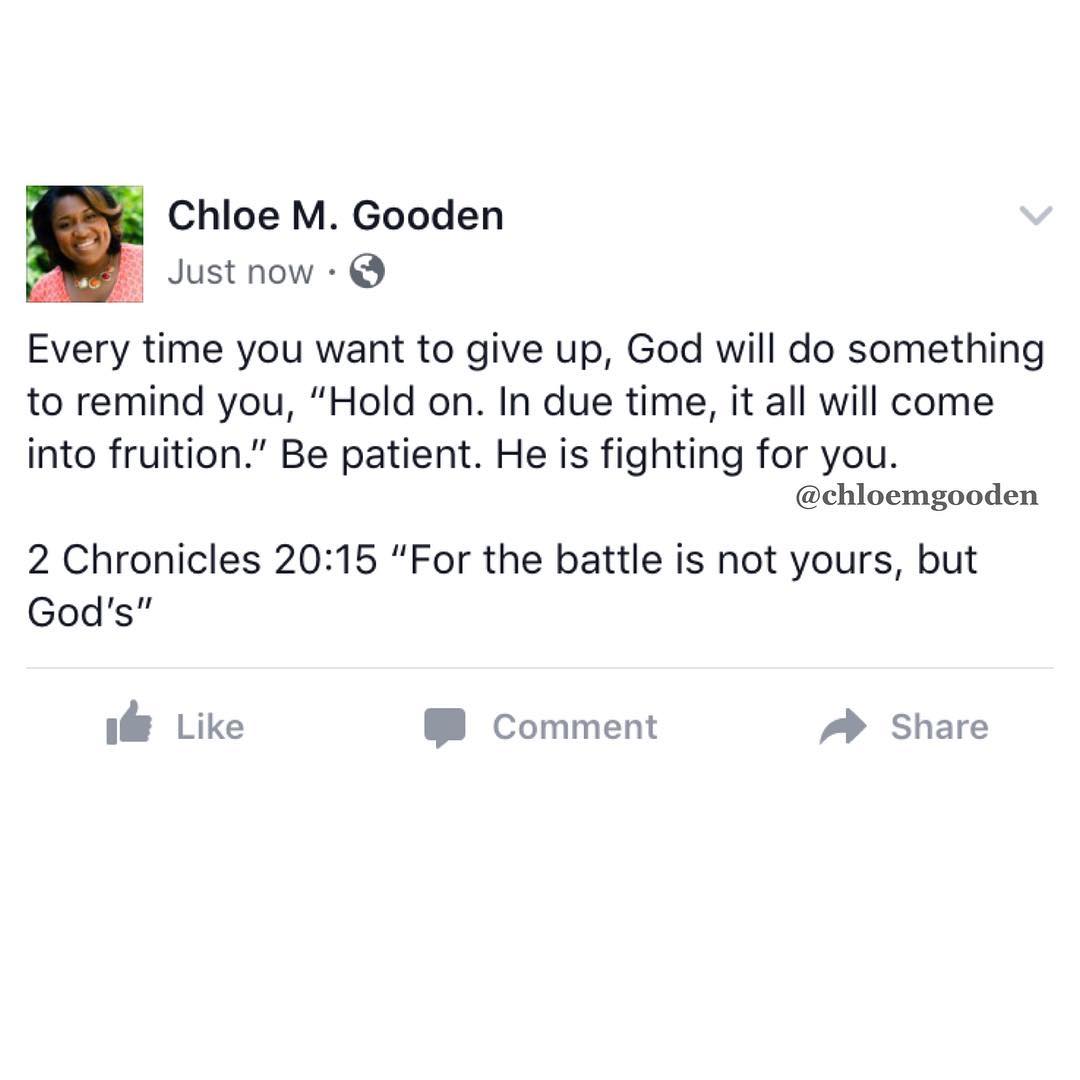 Chloe M. Gooden
Just now ·
Every time you want to give up, God will do something
to remind you, “Hold on. In due time, it all will come
into fruition.” Be patient. He is fighting for you.
@chloemgooden
2 Chronicles 20:15 “For the battle is not yours, but
God’s”
Like Comment Share